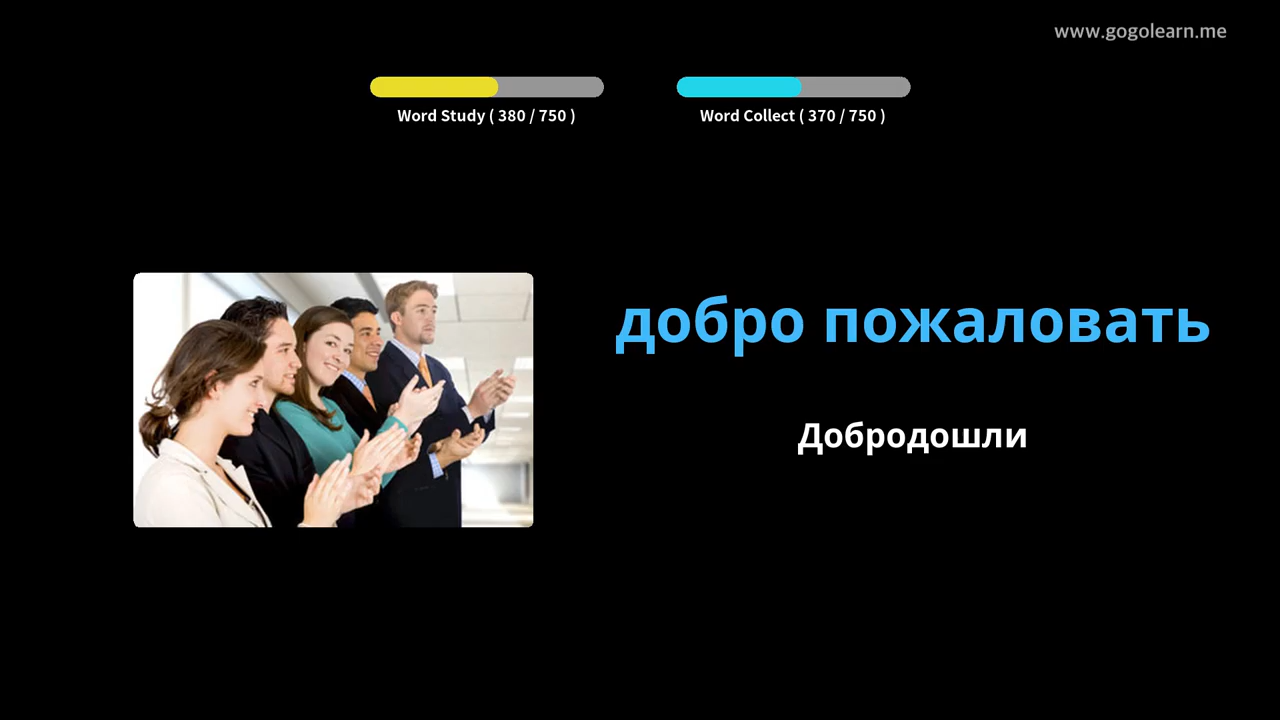 www.gogolearn.me
Word Study ( 380 / 750 )
Word Collect ( 370 / 750 )
добро пожаловать
Добродошли